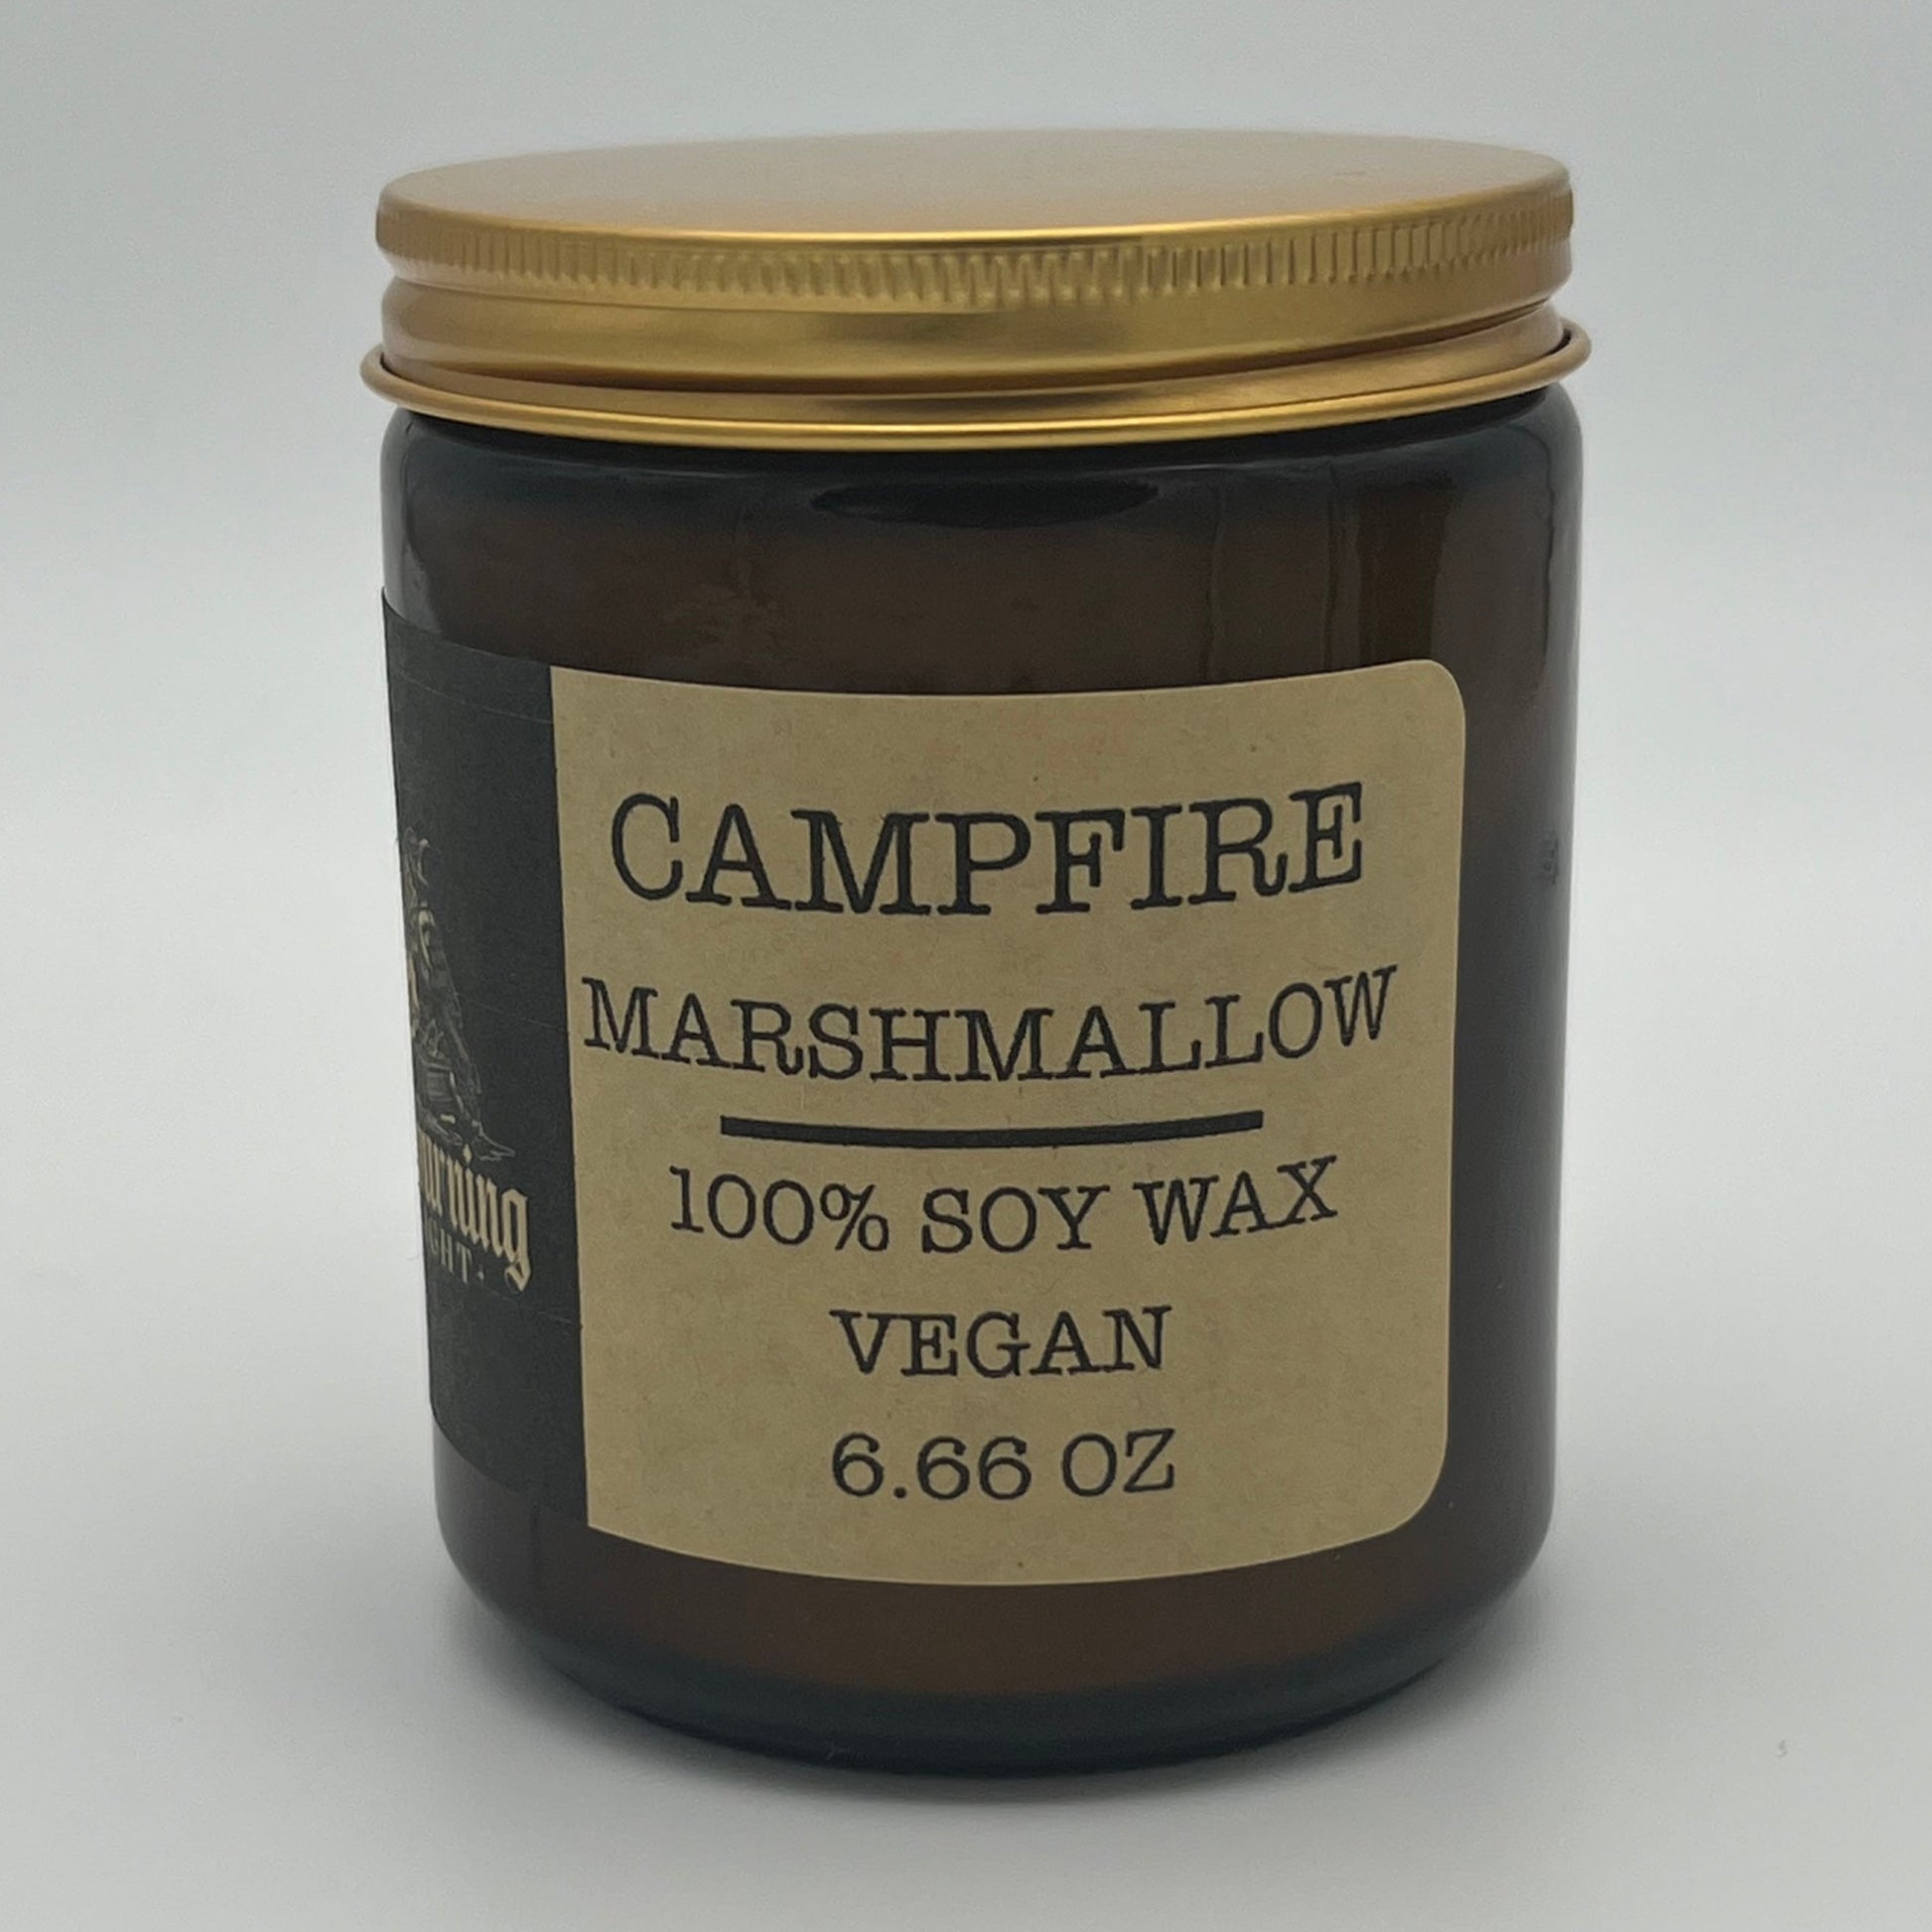 CAMPFIRE
MARSHMALLOW
100% SOY WAX
VEGAN
6.66 OZ